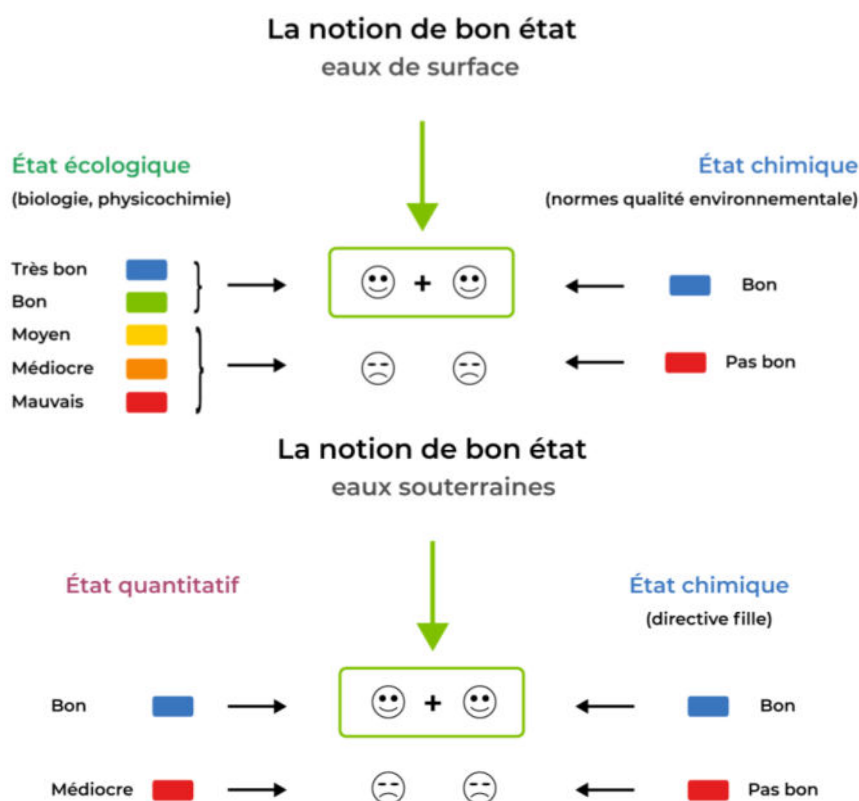 La notion de bon état
eaux de surface
État écologique
(biologie, physicochimie)
État chimique
(normes qualité environnementale)
Très bon
Bon
Moyen
Médiocre
Mauvais
+
Bon
Pas bon
La notion de bon état
eaux souterraines
État quantitatif
État chimique
(directive fille)
Bon
+
Bon
Médiocre
Pas bon